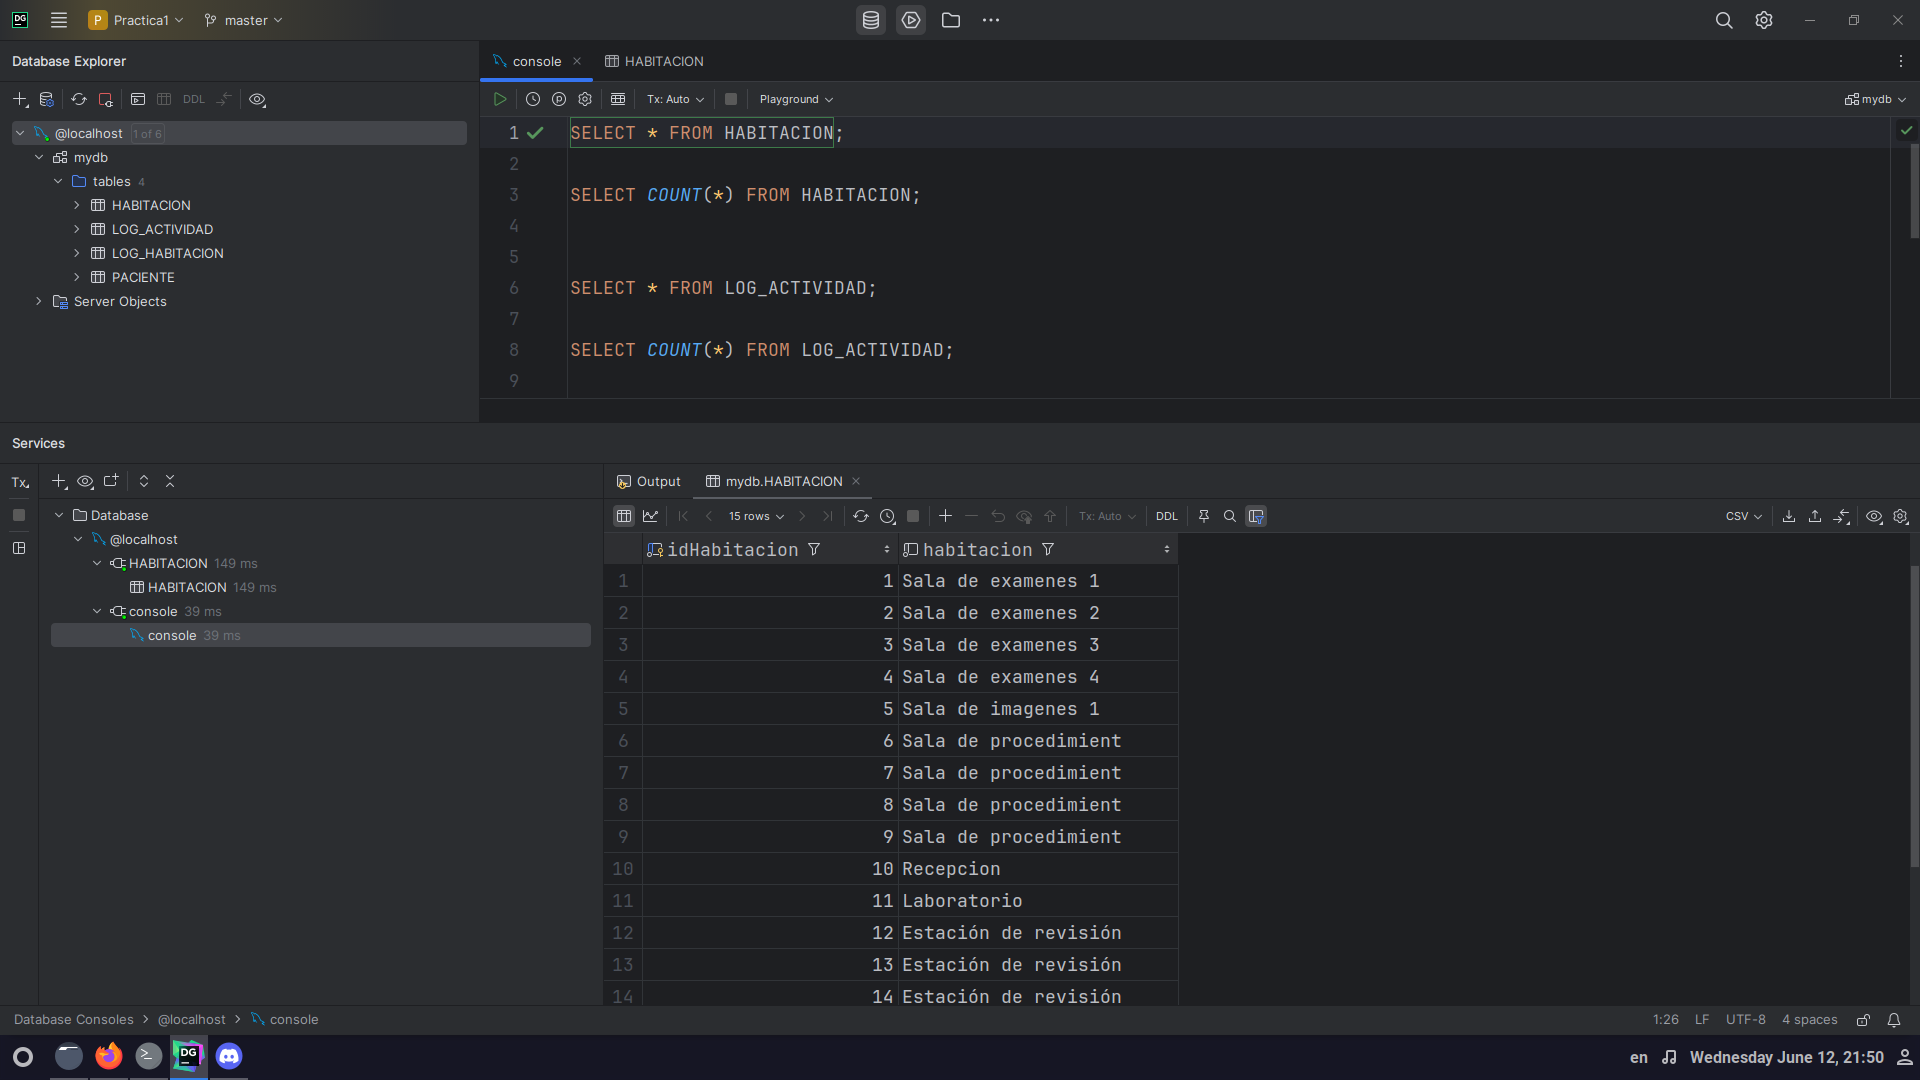 DG
P Practica1
master
Database Explorer
DDL
@localhost 1 of 6
mydb
tables 4
HABITACION
LOG_ACTIVIDAD
LOG_HABITACION
PACIENTE
Server Objects
console
HABITACION
Tx: Auto
Playground
mydb
1 SELECT * FROM HABITACION;
2
3 SELECT COUNT(*) FROM HABITACION;
4
5
6 SELECT * FROM LOG_ACTIVIDAD;
7
8 SELECT COUNT(*) FROM LOG_ACTIVIDAD;
9
Services
Tx
Database
@localhost
HABITACION 149 ms
HABITACION 149 ms
console 39 ms
console 39 ms
Output
mydb.HABITACION
15 rows
Tx: Auto
DDL
CSV
idHabitacion habitacion
1 1 Sala de examenes 1
2 2 Sala de examenes 2
3 3 Sala de examenes 3
4 4 Sala de examenes 4
5 5 Sala de imagenes 1
6 6 Sala de procedimient
7 7 Sala de procedimient
8 8 Sala de procedimient
9 9 Sala de procedimient
10 10 Recepcion
11 11 Laboratorio
12 12 Estación de revisión
13 13 Estación de revisión
14 14 Estación de revisión
Database Consoles > @localhost > console
1:26 LF UTF-8 4 spaces
DG
en Wednesday June 12, 21:50